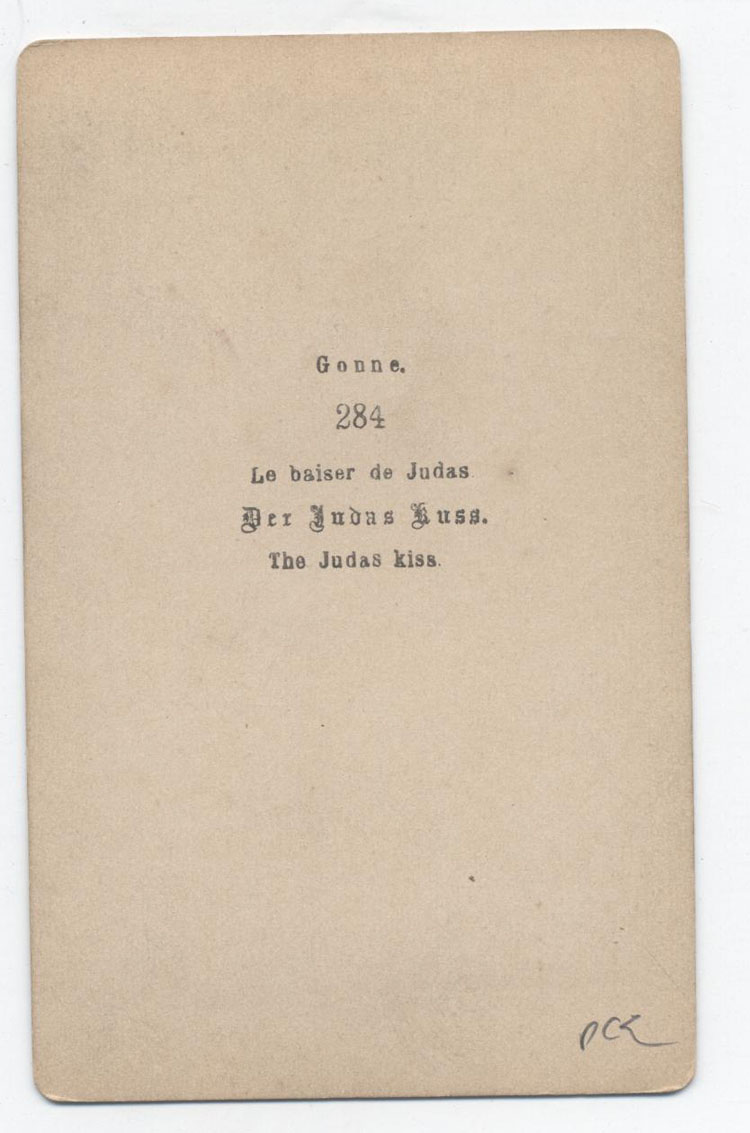 Gonne.
284
Le baiser de Judas
Der Judas Kuss.
The Judas kiss.